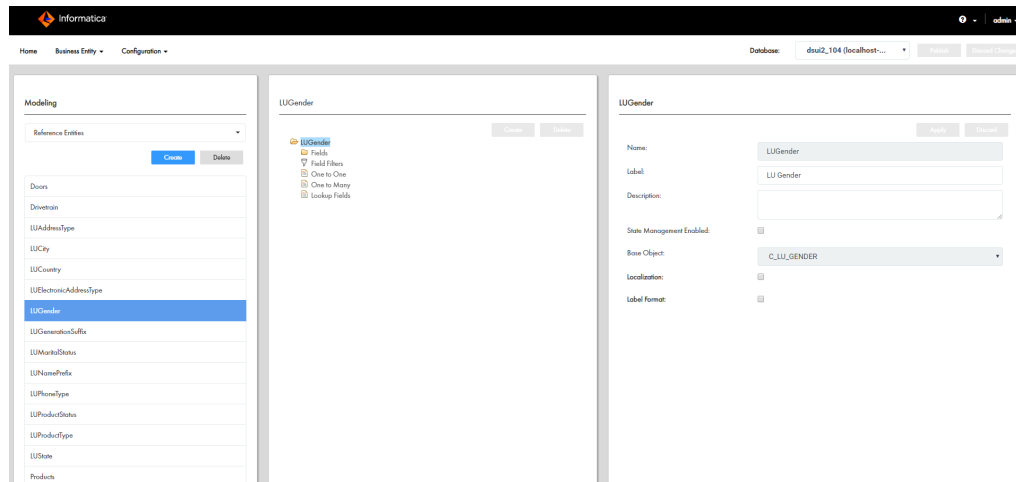 Informatica
admin
Home Business Entity Configuration
Database: dsui2_104 (localhost-... Publish Discard Change
Modeling
Reference Entities
Create Delete
Doors
Drivetrain
LUAddressType
LUCity
LUCountry
LUElectronicAddressType
LUGender
LUGenerationSuffix
LUMaritalStatus
LUNamePrefix
LUPhoneType
LUProductStatus
LUProductType
LUState
Products
LUGender
Create Delete
LUGender
Fields
Field Filters
One to One
One to Many
Lookup Fields
LUGender
Apply Discard
Name: LUGender
Label: LU Gender
Description:
State Management Enabled:
Base Object: C_LU_GENDER
Localization:
Label Format: